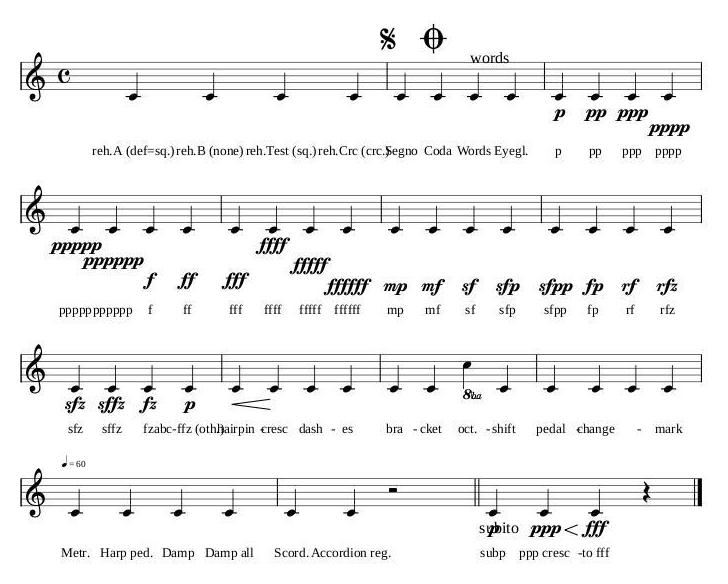 words
p pp ppp pppp
reh.A (def=sq.) reh.B (none) reh.Test (sq.) reh.Crc (crc.) Segno Coda Words Eyegl. p pp ppp pppp
ppppp pppppp f ff fff ffff fffff ffffff mp mf sf sfp sfpp fp rf rfz
ppppp pppppp f ff fff ffff fffff ffffff mp mf sf sfp sfpp fp rf rfz
sfz sffz fz p 8ba
sfz sffz fz abc-ffz (oth.) hairpin - cresc dash - es bra - cket oct. - shift pedal - change - mark
= 60
subito p ppp fff
Metr. Harp ped. Damp Damp all Scord. Accordion reg. subp ppp cresc - to fff